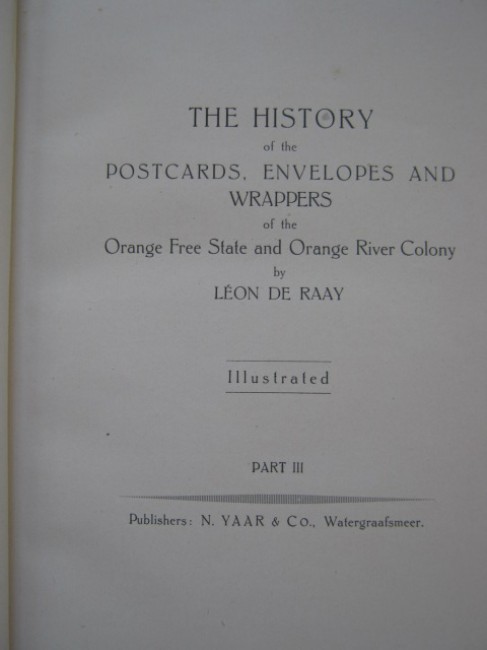 THE HISTORY
of the
POSTCARDS, ENVELOPES AND
WRAPPERS
of the
Orange Free State and Orange River Colony
by
LÉON DE RAAY
Illustrated
PART III
Publishers: N. YAAR & Co., Watergraafsmeer.